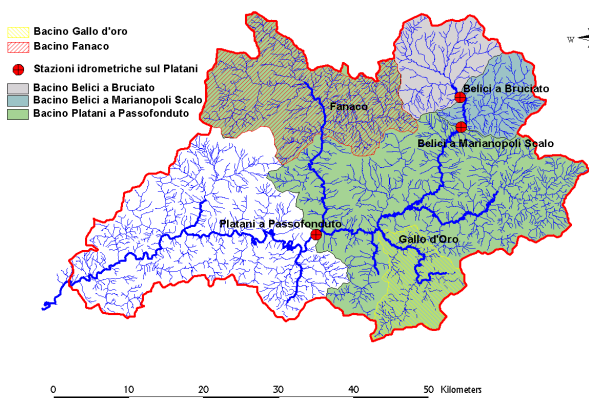 Bacino Gallo d'oro
Bacino Fanaco
Stazioni idrometriche sul Platani
Bacino Belici a Bruciato
Bacino Belici a Marianopoli Scalo
Bacino Platani a Passofonduto
W
Belici a Bruciato
Fanaco
Belici a Marianopoli Scalo
Platani a Passofonduto
Gallo d'Oro
0 10 20 30 40 50 Kilometers